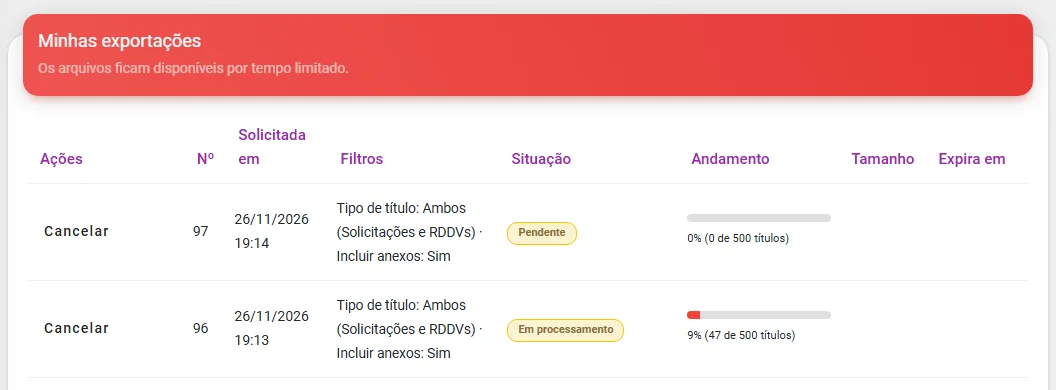 Minhas exportações
Os arquivos ficam disponíveis por tempo limitado.
Ações Nº Solicitada em Filtros Situação Andamento Tamanho Expira em
Cancelar 97 26/11/2026 19:14 Tipo de título: Ambos (Solicitações e RDDVs) · Incluir anexos: Sim Pendente 0% (0 de 500 títulos)
Cancelar 96 26/11/2026 19:13 Tipo de título: Ambos (Solicitações e RDDVs) · Incluir anexos: Sim Em processamento 9% (47 de 500 títulos)